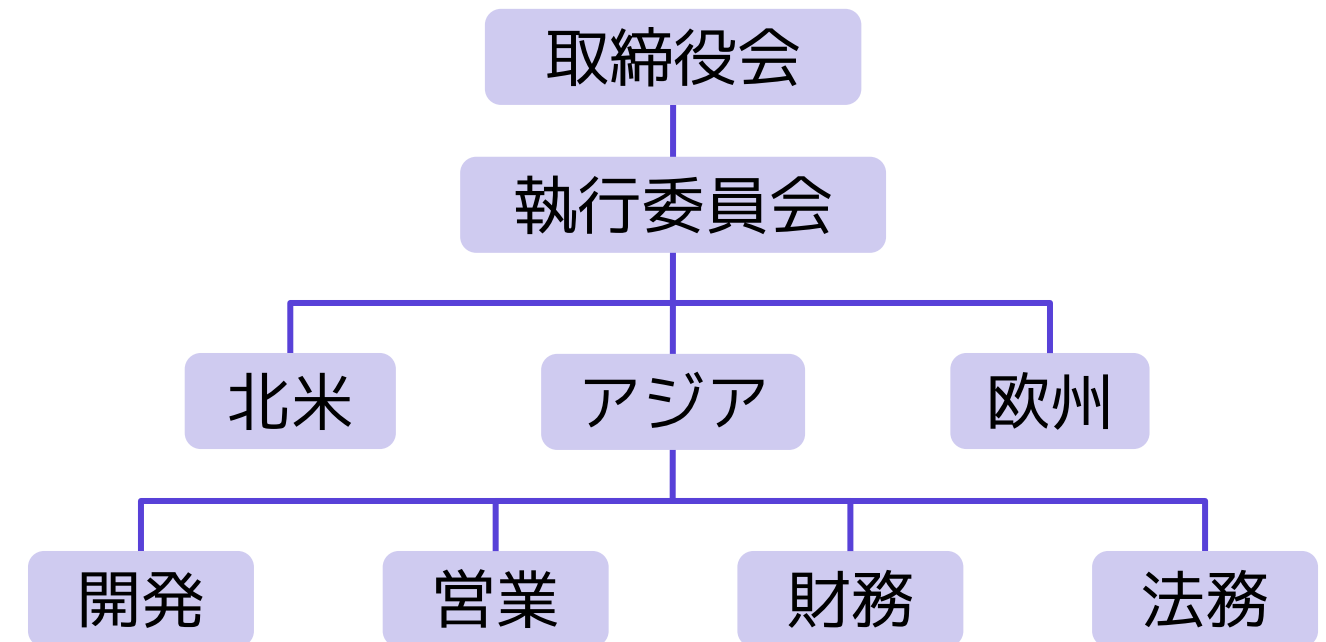 取締役会
執行委員会
北米
アジア
欧州
開発
営業
財務
法務